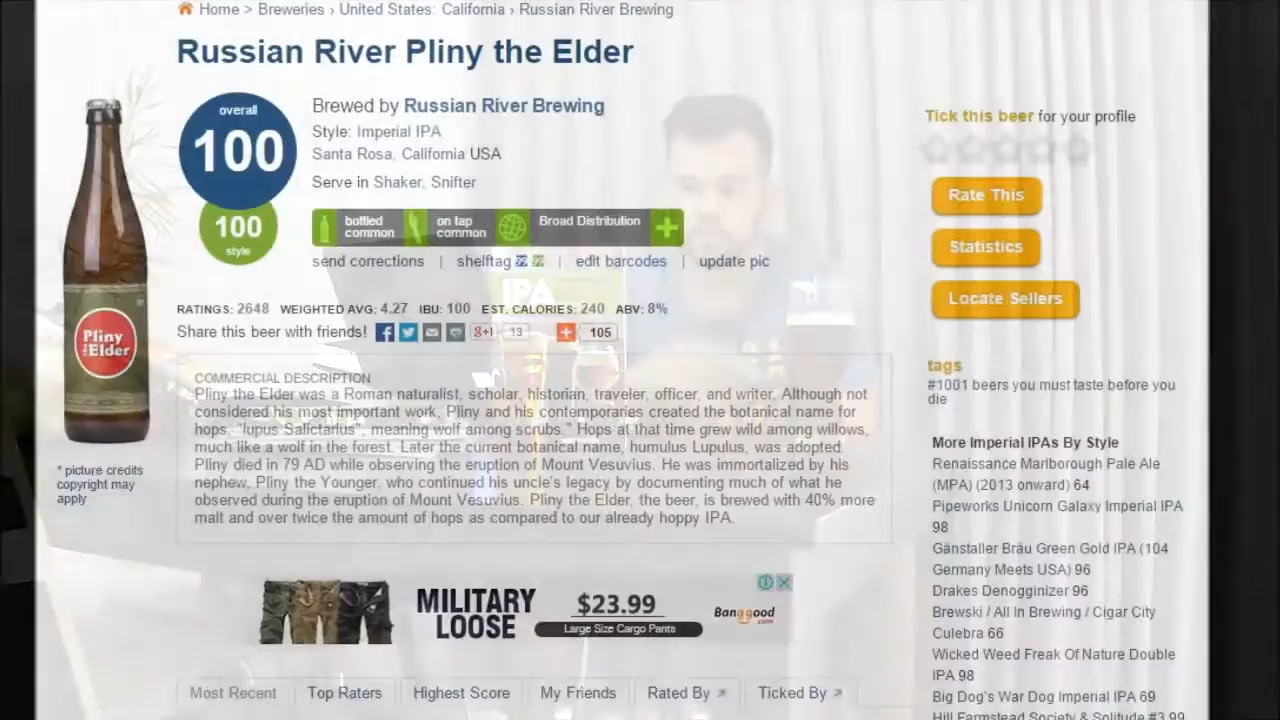 Home > Breweries › United States: California › Russian River Brewing
Russian River Pliny the Elder
overall
100
100
style
Brewed by Russian River Brewing
Style: Imperial IPA
Santa Rosa, California USA
Serve in Shaker, Snifter
bottled common
on tap common
Broad Distribution
send corrections | shelftag | edit barcodes | update pic
IPA
RATINGS: 2648 WEIGHTED AVG: 4.27 IBU: 100 EST. CALORIES: 240 ABV: 8%
Share this beer with friends! g+1 13 105
Pliny the Elder
* picture credits
copyright may
apply
COMMERCIAL DESCRIPTION
Pliny the Elder was a Roman naturalist, scholar, historian, traveler, officer, and writer. Although not
considered his most important work, Pliny and his contemporaries created the botanical name for
hops, "lupus Salictarius", meaning wolf among scrubs." Hops at that time grew wild among willows,
much like a wolf in the forest. Later the current botanical name, humulus Lupulus, was adopted.
Pliny died in 79 AD while observing the eruption of Mount Vesuvius. He was immortalized by his
nephew, Pliny the Younger, who continued his uncle's legacy by documenting much of what he
observed during the eruption of Mount Vesuvius. Pliny the Elder, the beer, is brewed with 40% more
malt and over twice the amount of hops as compared to our already hoppy IPA.
MILITARY
LOOSE
$23.99
Large Size Cargo Pants
Banggood
.com
Most Recent Top Raters Highest Score My Friends Rated By Ticked By
Tick this beer for your profile
Rate This
Statistics
Locate Sellers
tags
#1001 beers you must taste before you
die
More Imperial IPAs By Style
Renaissance Marlborough Pale Ale
(MPA) (2013 onward) 64
Pipeworks Unicorn Galaxy Imperial IPA
98
Gänstaller Bräu Green Gold IPA (104
Germany Meets USA) 96
Drakes Denogginizer 96
Brewski / All In Brewing / Cigar City
Culebra 66
Wicked Weed Freak Of Nature Double
IPA 98
Big Dog's War Dog Imperial IPA 69
Hill Farmstead Society & Solitude #3 99